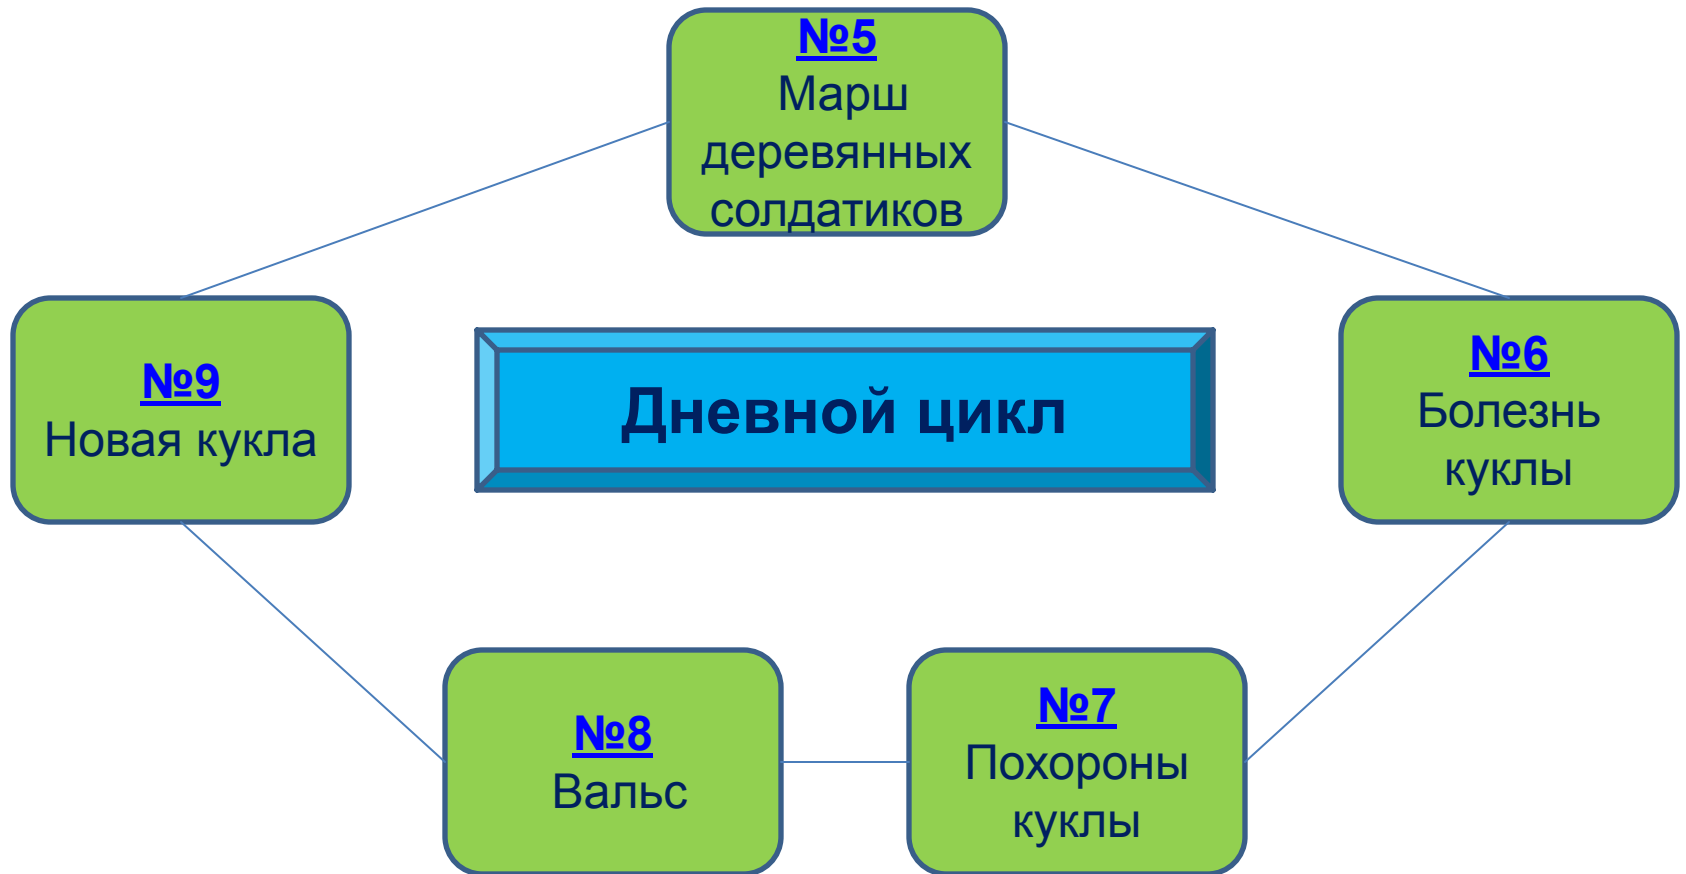 №5
Марш
деревянных
солдатиков
№9
Новая кукла
Дневной цикл
№6
Болезнь
куклы
№8
Вальс
№7
Похороны
куклы